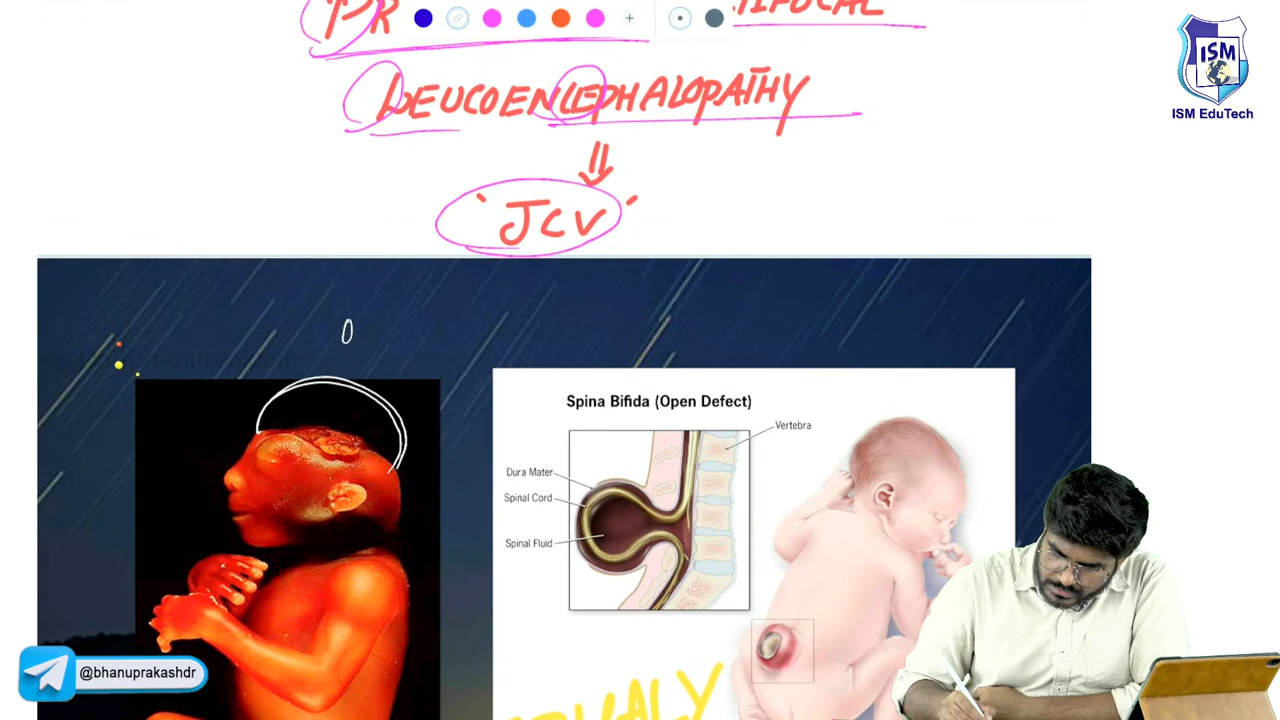 ISM
ISM EduTech
LEUCOENCEPHALOPATHY
'JCV'
Spina Bifida (Open Defect)
Vertebra
Dura Mater
Spinal Cord
Spinal Fluid
@bhanuprakashdr